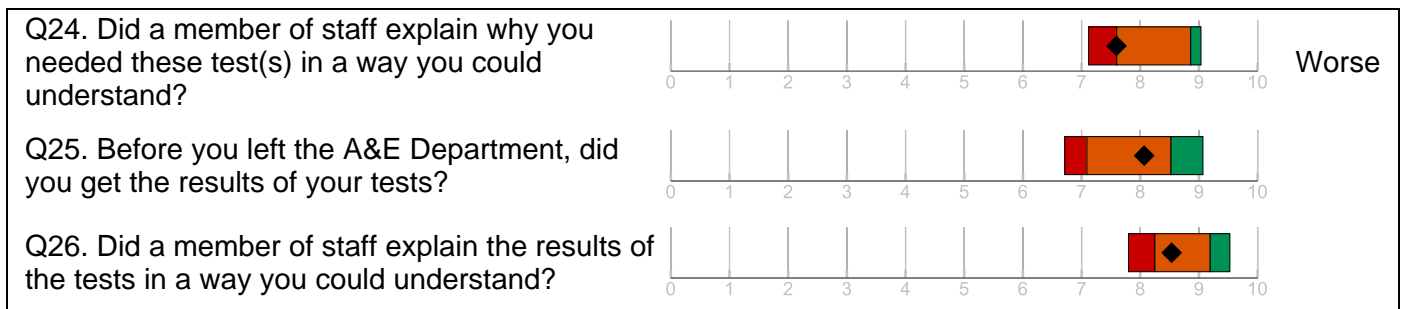 Q24. Did a member of staff explain why you
needed these test(s) in a way you could
understand?
Worse
0 1 2 3 4 5 6 7 8 9 10
Q25. Before you left the A&E Department, did
you get the results of your tests?
0 1 2 3 4 5 6 7 8 9 10
Q26. Did a member of staff explain the results of
the tests in a way you could understand?
0 1 2 3 4 5 6 7 8 9 10